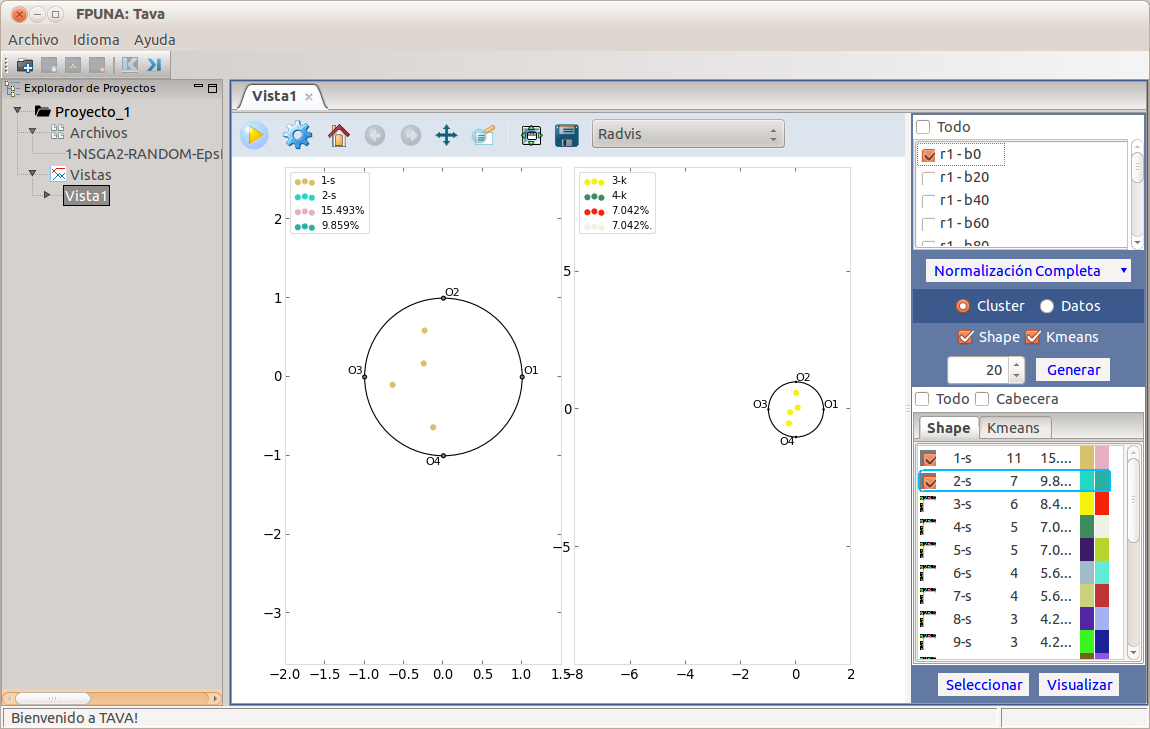 FPUNA: Tava
Archivo Idioma Ayuda
Explorador de Proyectos
Proyecto_1
Archivos
1-NSGA2-RANDOM-Eps
Vistas
Vista1
Vista1
Radvis
1-s
2-s
15.493%
9.859%
2
1
0
−1
−2
−3
O2
O3
O1
O4
−2.0 −1.5 −1.0 −0.5 0.0 0.5 1.0 1.5
3-k
4-k
7.042%
7.042%.
5
0
−5
O2
O3
O1
O4
−8 −6 −4 −2 0 2
Todo
r1 - b0
r1 - b20
r1 - b40
r1 - b60
r1 - b80
Normalización Completa
Cluster Datos
Shape Kmeans
20 Generar
Todo Cabecera
Shape Kmeans
1-s 11 15....
2-s 7 9.8...
3-s 6 8.4...
4-s 5 7.0...
5-s 5 7.0...
6-s 4 5.6...
7-s 4 5.6...
8-s 3 4.2...
9-s 3 4.2...
Seleccionar Visualizar
Bienvenido a TAVA!